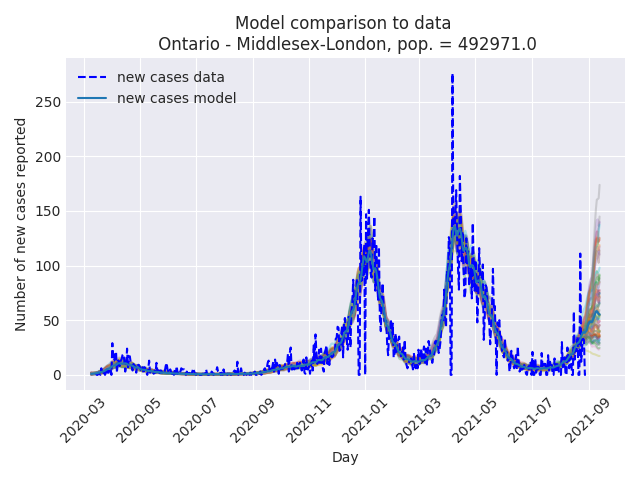 Model comparison to data
Ontario - Middlesex-London, pop. = 492971.0
new cases data
new cases model
Number of new cases reported
250
200
150
100
50
0
2020-03
2020-05
2020-07
2020-09
2020-11
2021-01
2021-03
2021-05
2021-07
2021-09
Day